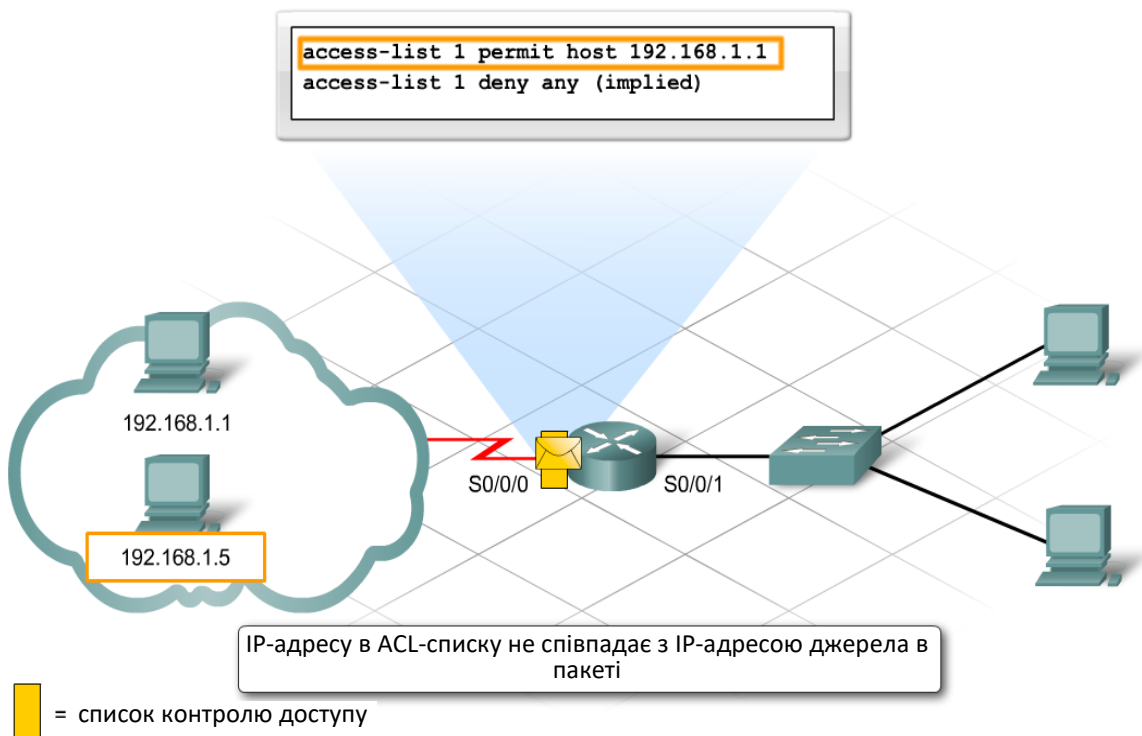 access-list 1 permit host 192.168.1.1
access-list 1 deny any (implied)
192.168.1.1
192.168.1.5
S0/0/0
S0/0/1
IP-адресу в ACL-списку не співпадає з IP-адресою джерела в
пакеті
= список контролю доступу